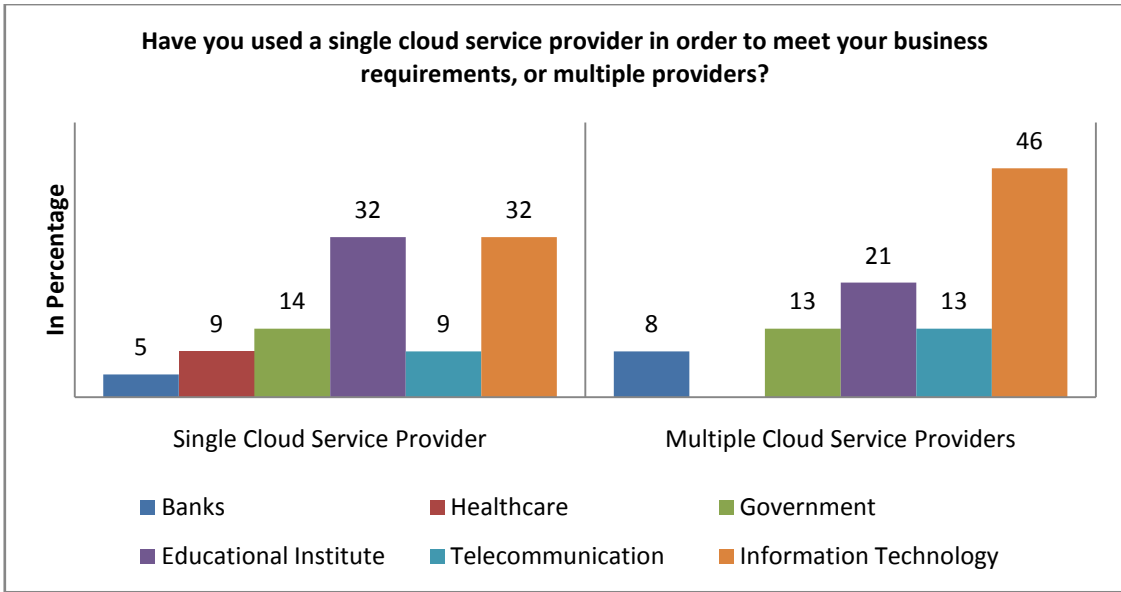 Have you used a single cloud service provider in order to meet your business
requirements, or multiple providers?
In Percentage
5
9
14
32
9
32
8
13
21
13
46
Single Cloud Service Provider
Multiple Cloud Service Providers
Banks
Healthcare
Government
Educational Institute
Telecommunication
Information Technology